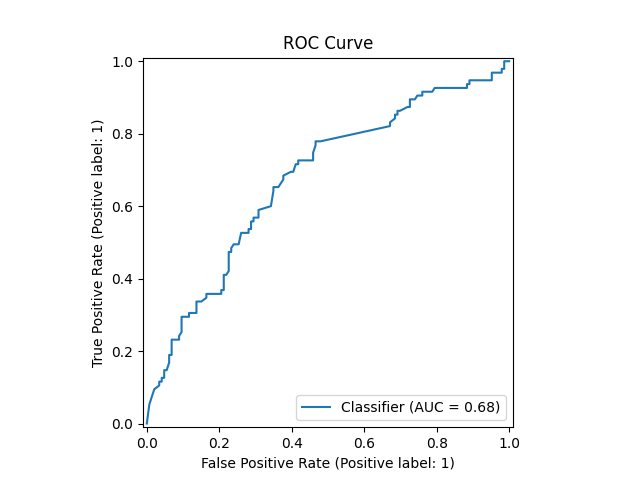 ROC Curve
True Positive Rate (Positive label: 1)
1.0
0.8
0.6
0.4
0.2
0.0
Classifier (AUC = 0.68)
0.0 0.2 0.4 0.6 0.8 1.0
False Positive Rate (Positive label: 1)